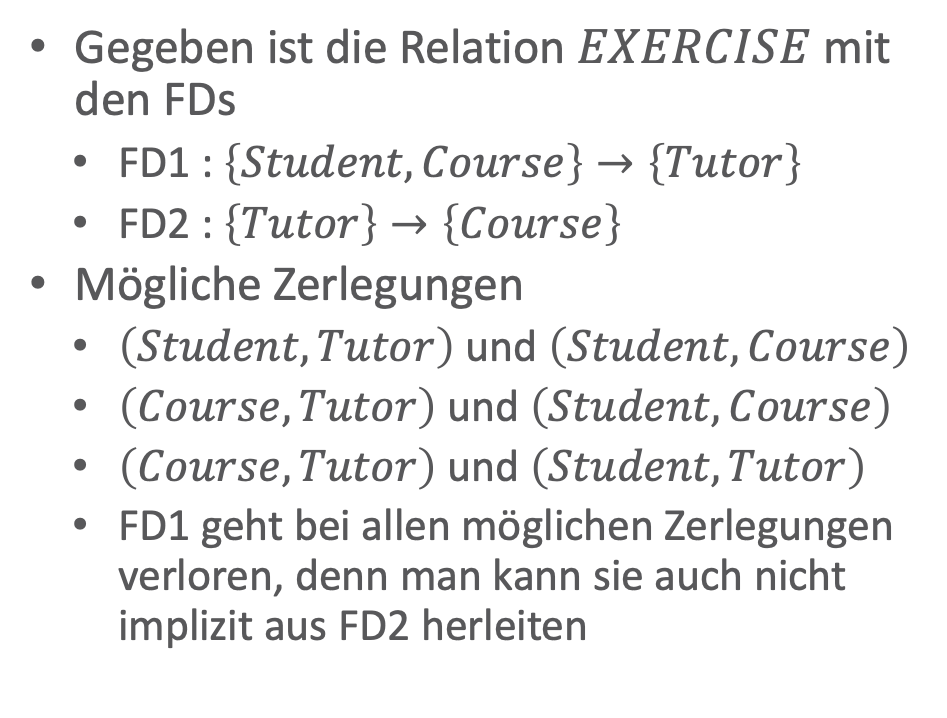 • Gegeben ist die Relation EXERCISE mit
den FDs
• FD1 : {Student, Course} → {Tutor}
• FD2 : {Tutor} → {Course}
• Mögliche Zerlegungen
• (Student, Tutor) und (Student, Course)
• (Course, Tutor) und (Student, Course)
• (Course, Tutor) und (Student, Tutor)
• FD1 geht bei allen möglichen Zerlegungen
verloren, denn man kann sie auch nicht
implizit aus FD2 herleiten